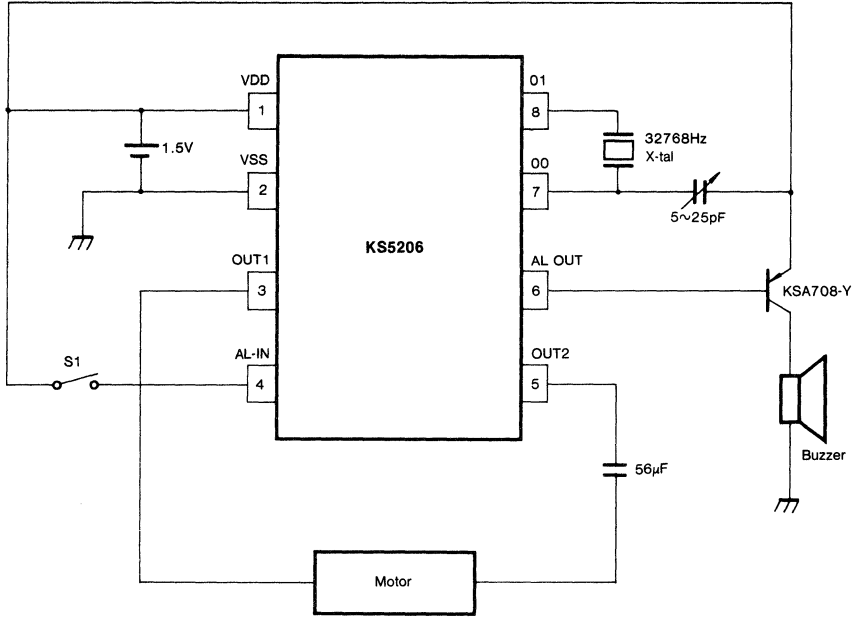 VDD
1
1.5V
VSS
2
OUT1
3
AL-IN
4
S1
KS5206
01
8
32768Hz
X-tal
00
7
5~25pF
AL OUT
6
KSA708-Y
OUT2
5
56μF
Buzzer
Motor